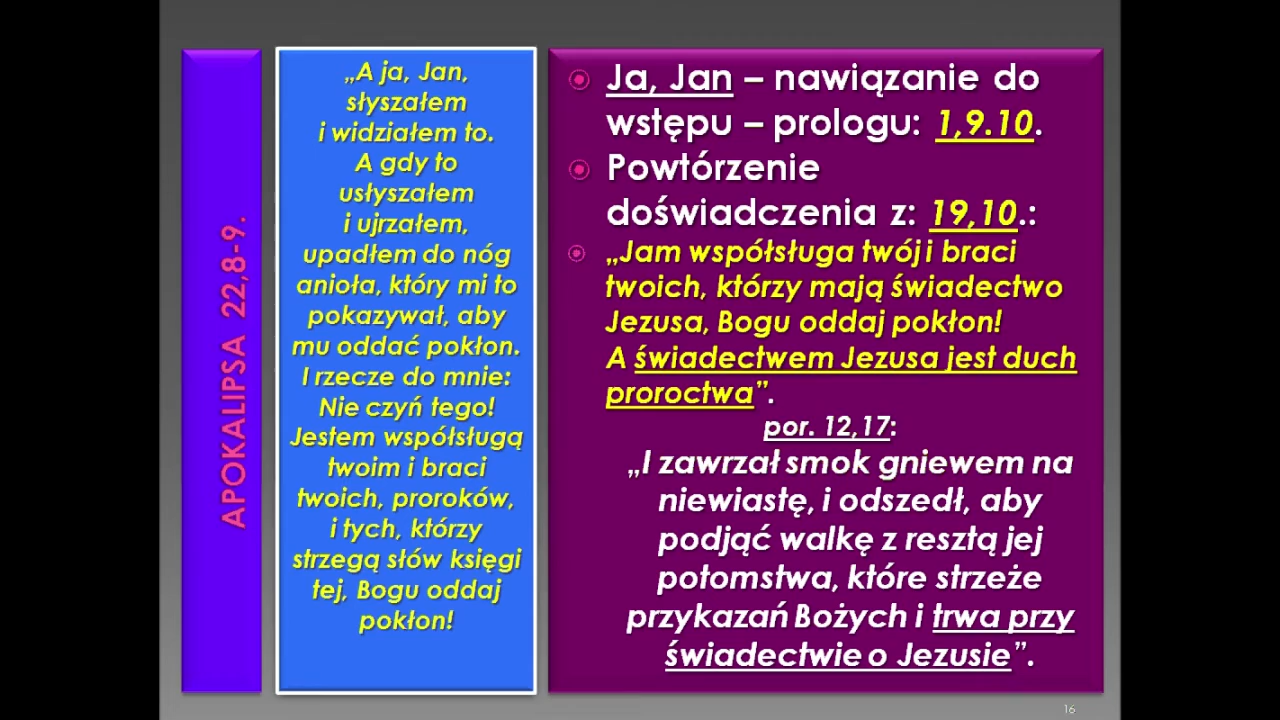 APOKALIPSA 22,8-9.
„A ja, Jan,
słyszałem
i widziałem to.
A gdy to
usłyszałem
i ujrzałem,
upadłem do nóg
anioła, który mi to
pokazywał, aby
mu oddać pokłon.
I rzecze do mnie:
Nie czyń tego!
Jestem współsługą
twoim i braci
twoich, proroków,
i tych, którzy
strzegą słów księgi
tej, Bogu oddaj
pokłon!
Ja, Jan – nawiązanie do
wstępu – prologu: 1,9.10.
Powtórzenie
doświadczenia z: 19,10.:
„Jam współsługa twój i braci
twoich, którzy mają świadectwo
Jezusa, Bogu oddaj pokłon!
A świadectwem Jezusa jest duch
proroctwa”.
por. 12,17:
„I zawrzał smok gniewem na
niewiastę, i odszedł, aby
podjąć walkę z resztą jej
potomstwa, które strzeże
przykazań Bożych i trwa przy
świadectwie o Jezusie”.
16